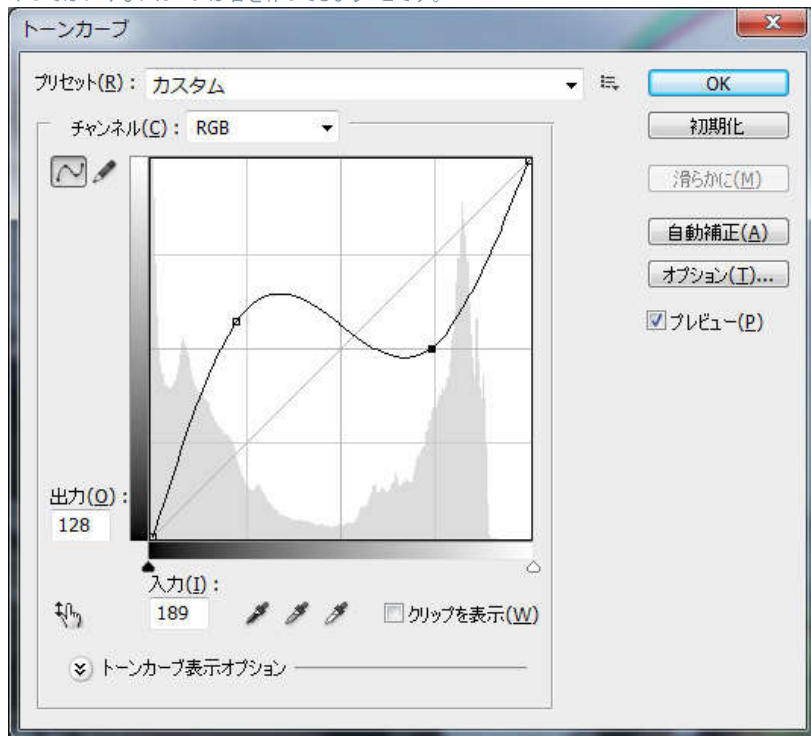 トーンカーブ
プリセット(R): カスタム
OK
チャンネル(C): RGB
初期化
滑らかに(M)
自動補正(A)
オプション(T)...
プレビュー(P)
出力(O):
128
入力(I):
189
クリップを表示(W)
トーンカーブ表示オプション